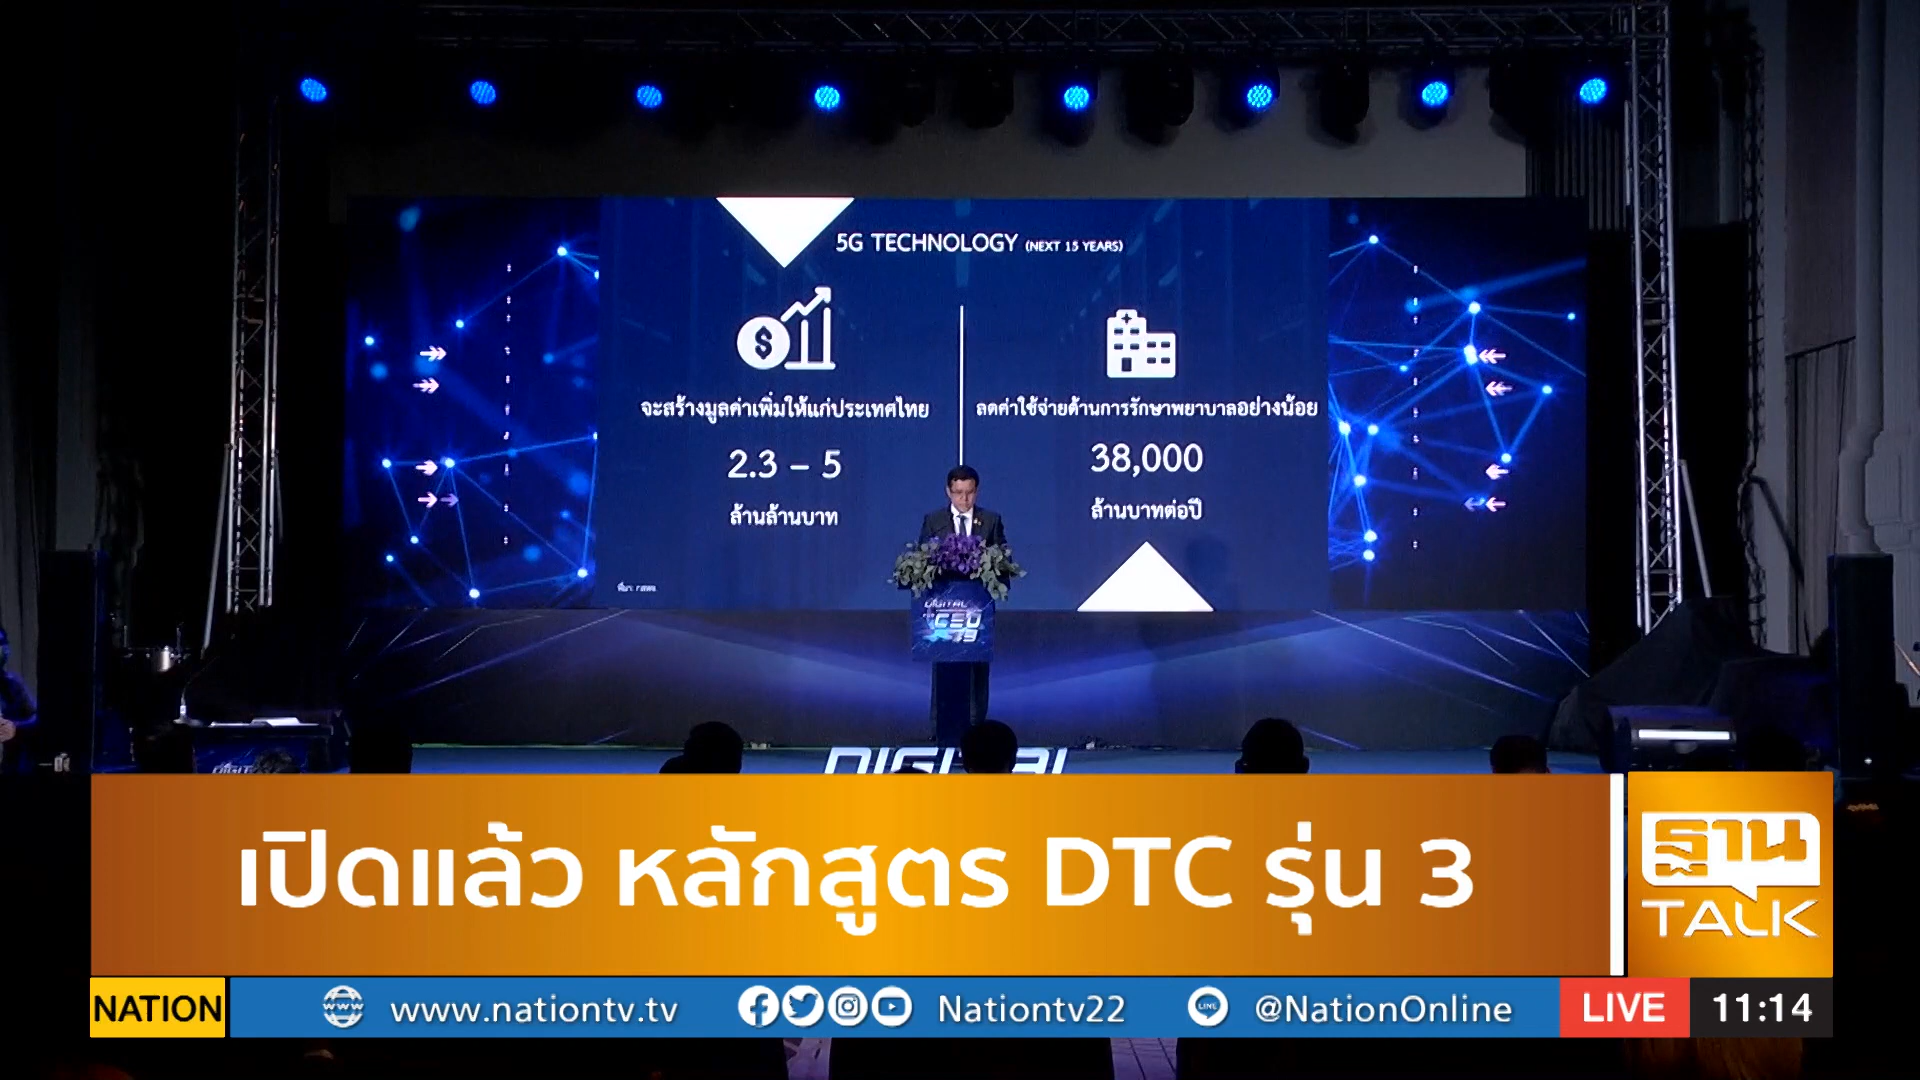 5G TECHNOLOGY (NEXT 15 YEARS)
จะสร้างมูลค่าเพิ่มให้แก่ประเทศไทย
2.3 – 5
ล้านล้านบาท
ลดค่าใช้จ่ายด้านการรักษาพยาบาลอย่างน้อย
38,000
ล้านบาทต่อปี
DIGITAL
FOR
CEO
#3
DIGITAL
เปิดแล้ว หลักสูตร DTC รุ่น 3
ฐาน
TALK
NATION
www.nationtv.tv
Nationtv22
LINE
@NationOnline
LIVE
11:14